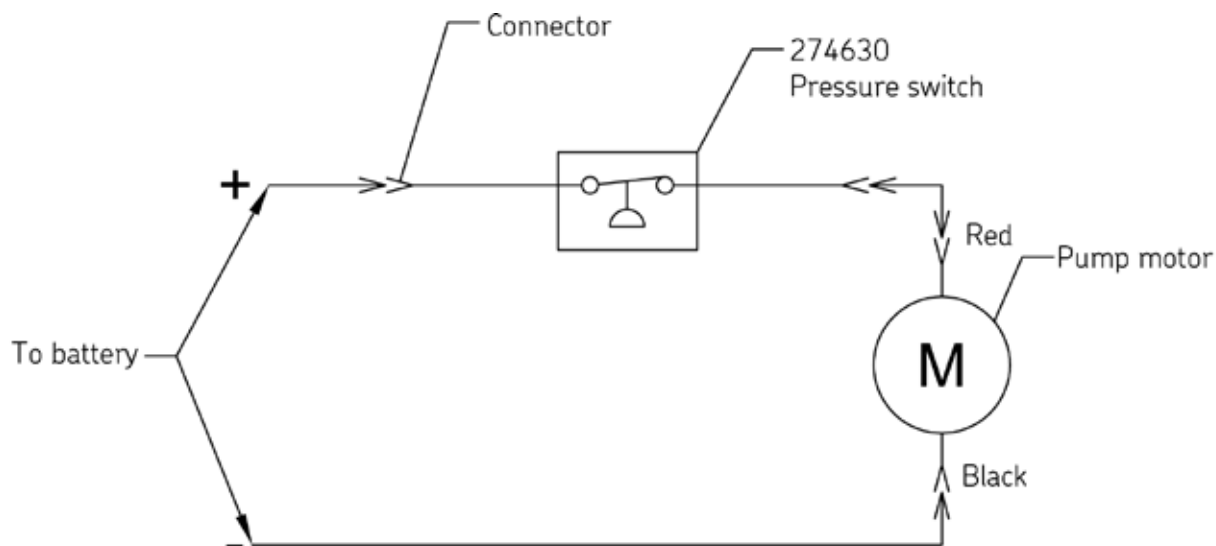 Connector
274630
Pressure switch
+
Red
Pump motor
To battery
M
Black
-